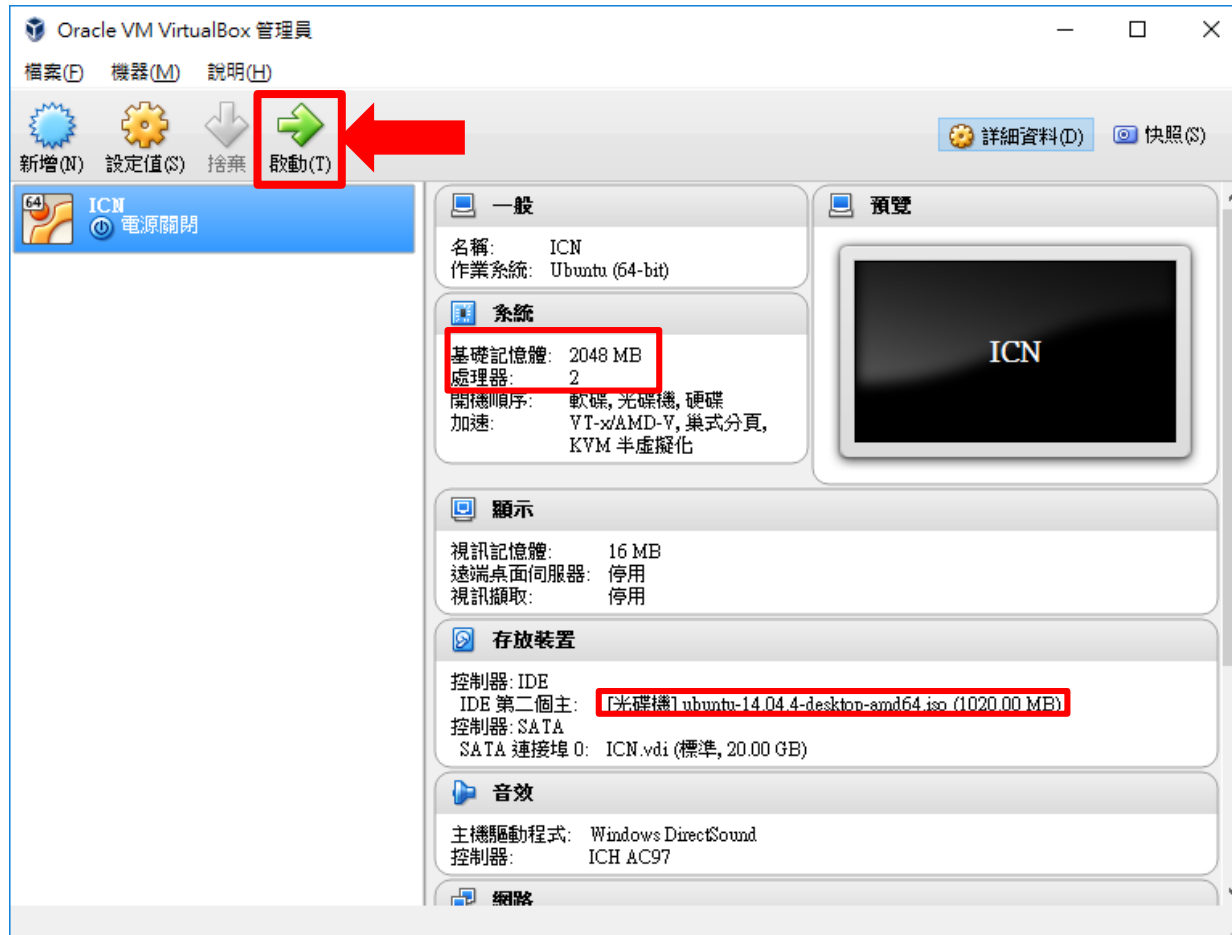 Oracle VM VirtualBox 管理員
檔案(F) 機器(M) 說明(H)
新增(N) 設定值(S) 捨棄 啟動(T) 詳細資料(D) 快照(S)
64 ICN
電源關閉
一般
名稱: ICN
作業系統: Ubuntu (64-bit)
預覽
ICN
系統
基礎記憶體: 2048 MB
處理器: 2
開機順序: 軟碟, 光碟機, 硬碟
加速: VT-x/AMD-V, 巢式分頁,
KVM 半虛擬化
顯示
視訊記憶體: 16 MB
遠端桌面伺服器: 停用
視訊擷取: 停用
存放裝置
控制器: IDE
IDE 第二個主: [光碟機] ubuntu-14.04.4-desktop-amd64.iso (1020.00 MB)
控制器: SATA
SATA 連接埠 0: ICN.vdi (標準, 20.00 GB)
音效
主機驅動程式: Windows DirectSound
控制器: ICH AC97
網路